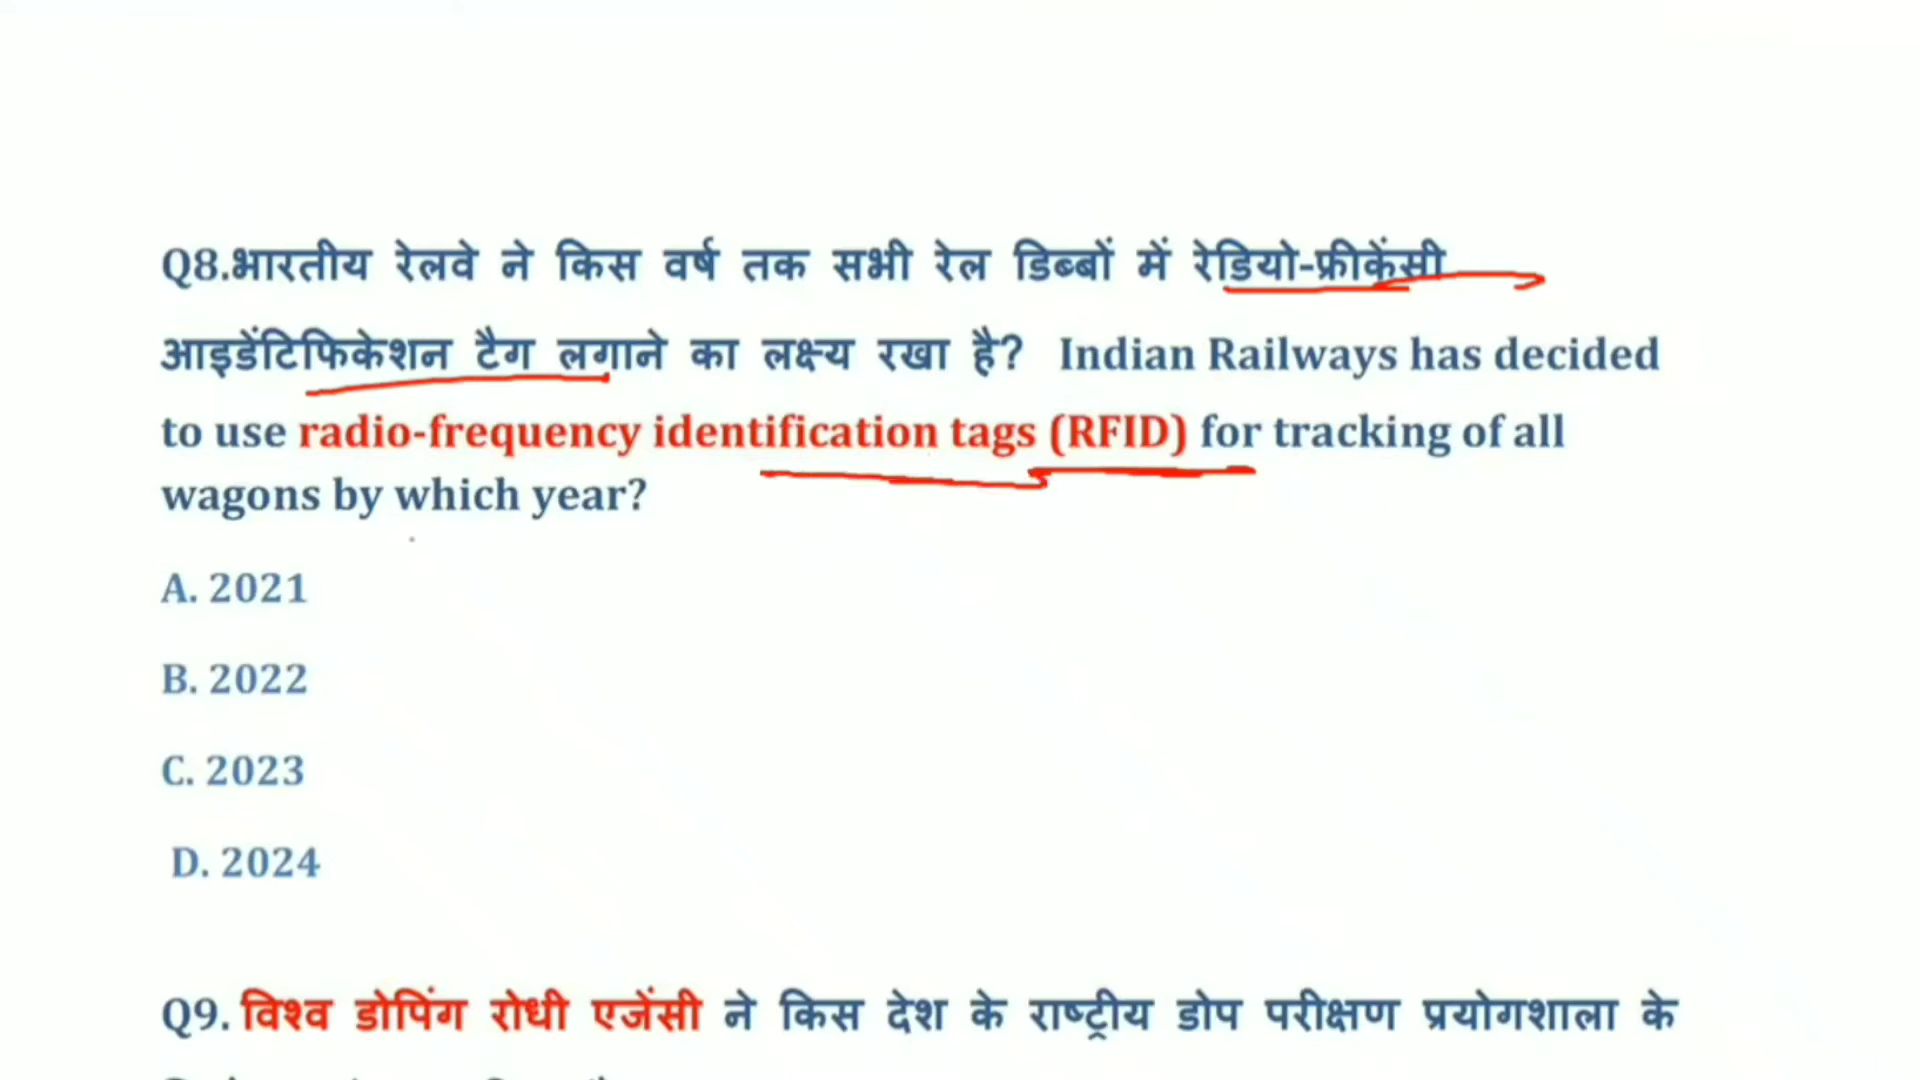 Q8.भारतीय रेलवे ने किस वर्ष तक सभी रेल डिब्बों में रेडियो-फ्रीकेंसी
आइडेंटिफिकेशन टैग लगाने का लक्ष्य रखा है? Indian Railways has decided
to use radio-frequency identification tags (RFID) for tracking of all
wagons by which year?
A. 2021
B. 2022
C. 2023
D. 2024
Q9. विश्व डोपिंग रोधी एजेंसी ने किस देश के राष्ट्रीय डोप परीक्षण प्रयोगशाला के